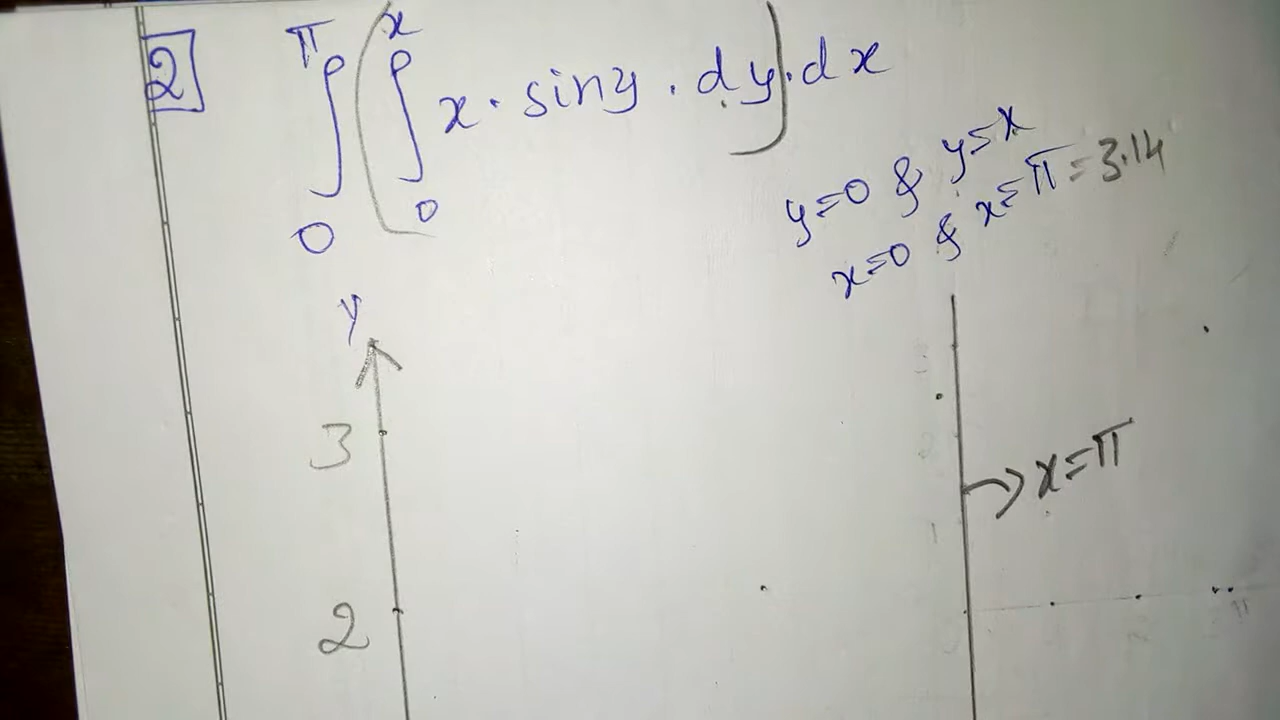 2 ∫₀^π (∫₀^x x · sin y · dy) · dx
y=0 & y=x
x=0 & x=π=3.14
y
3
x=π
2